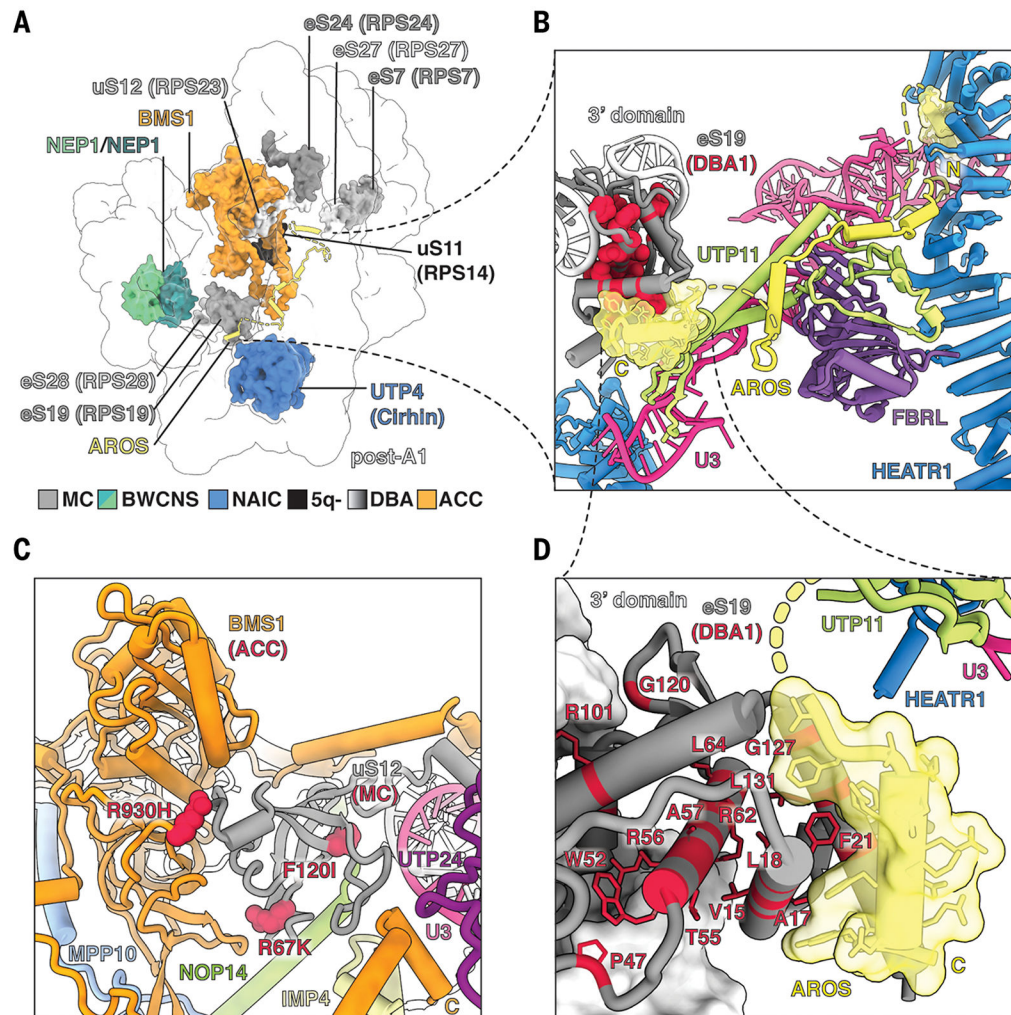 A
eS24 (RPS24)
eS27 (RPS27)
eS7 (RPS7)
uS12 (RPS23)
BMS1
NEP1/NEP1
uS11
(RPS14)
eS28 (RPS28)
eS19 (RPS19)
AROS
UTP4
(Cirhin)
post-A1
MC BWCNS NAIC 5q- DBA ACC
B
3' domain
eS19
(DBA1)
N
UTP11
C
AROS
FBRL
U3
HEATR1
C
BMS1
(ACC)
uS12
(MC)
R930H
F120I
UTP24
R67K
U3
MPP10
NOP14
IMP4
C
D
3' domain
eS19
(DBA1)
UTP11
U3
HEATR1
G120
R101
L64
G127
L131
A57
R62
R56
F21
W52
L18
V15
A17
T55
P47
C
AROS